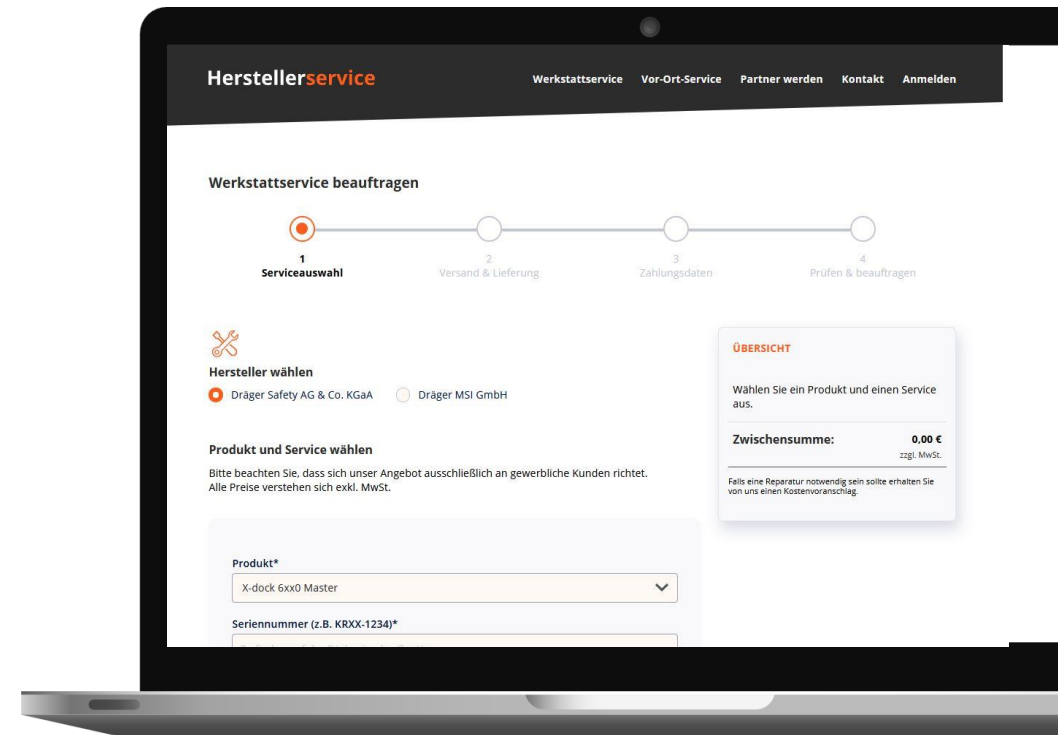 Herstellerservice
Werkstattservice Vor-Ort-Service Partner werden Kontakt Anmelden
Werkstattservice beauftragen
1
Serviceauswahl
2
Versand & Lieferung
3
Zahlungsdaten
4
Prüfen & beauftragen
Hersteller wählen
Dräger Safety AG & Co. KGaA
Dräger MSI GmbH
Produkt und Service wählen
Bitte beachten Sie, dass sich unser Angebot ausschließlich an gewerbliche Kunden richtet.
Alle Preise verstehen sich exkl. MwSt.
Produkt*
X-dock 6xx0 Master
Seriennummer (z.B. KRXX-1234)*
ÜBERSICHT
Wählen Sie ein Produkt und einen Service
aus.
Zwischensumme: 0,00 €
zzgl. MwSt.
Falls eine Reparatur notwendig sein sollte erhalten Sie
von uns einen Kostenvoranschlag.